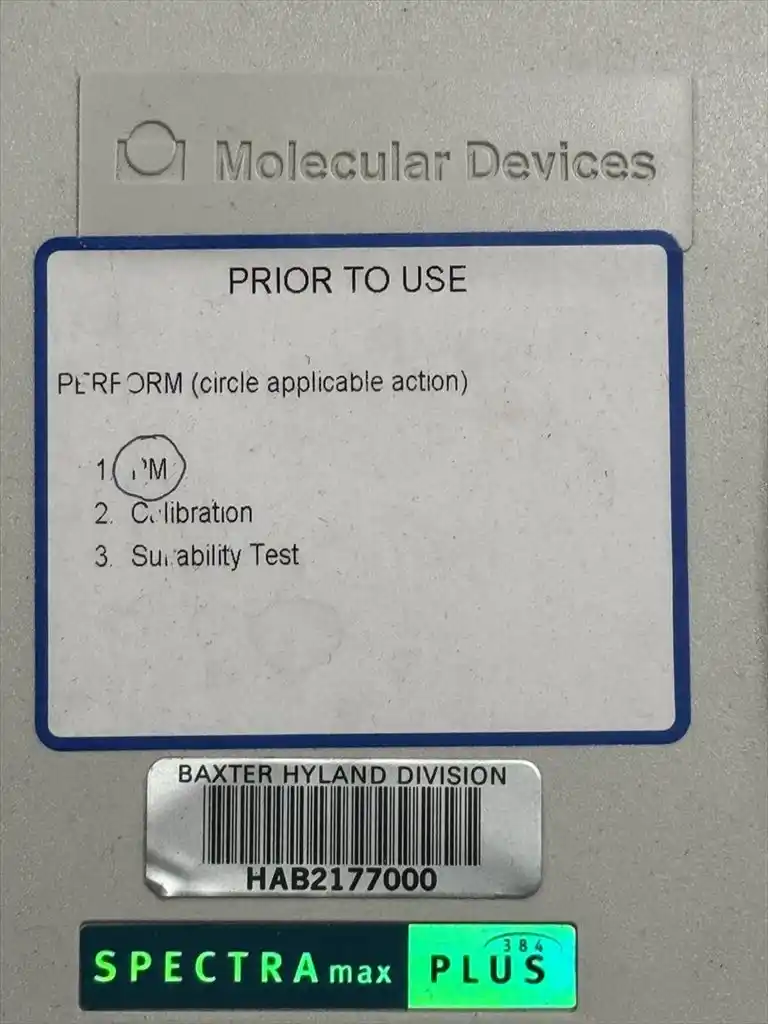 Molecular Devices
PRIOR TO USE
PERFORM (circle applicable action)
1. PM
2. Calibration
3. Suitability Test
BAXTER HYLAND DIVISION
HAB2177000
SPECTRAmax PLUS 384